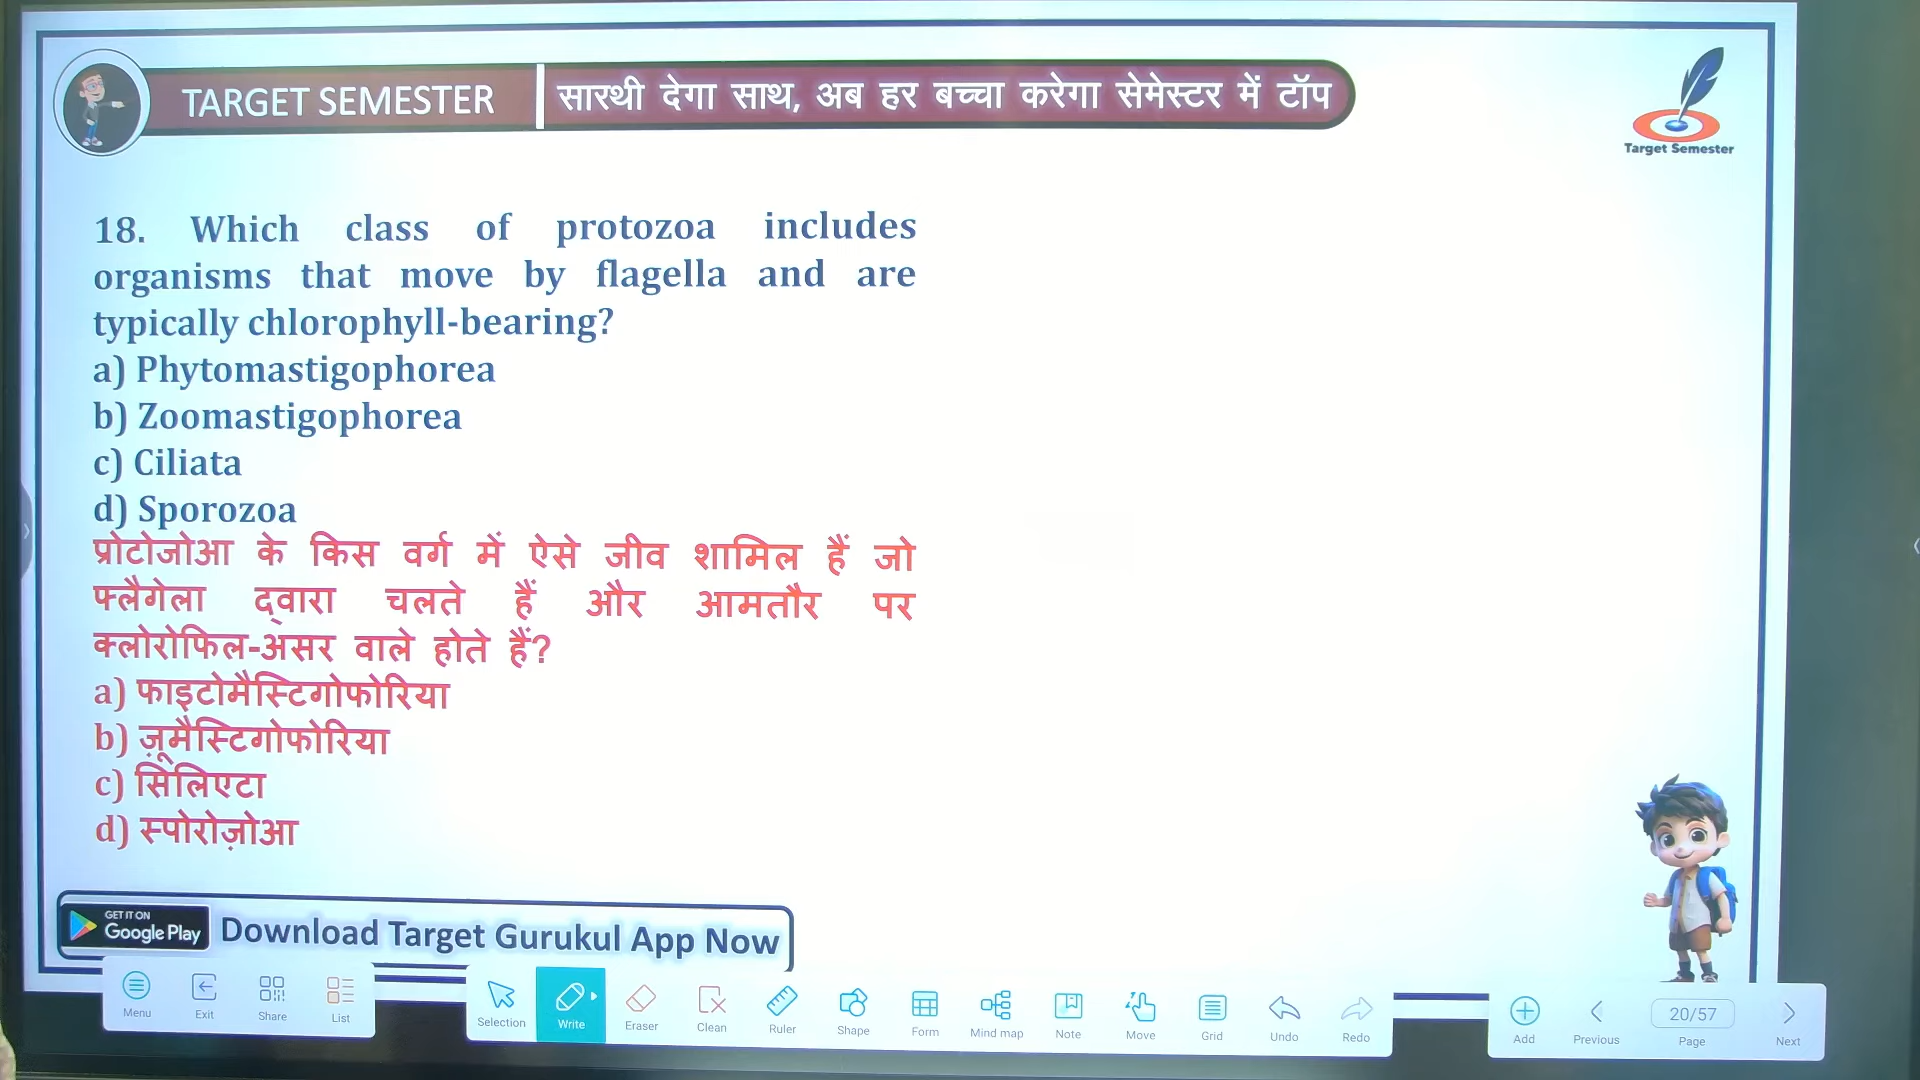 TARGET SEMESTER
सारथी देगा साथ, अब हर बच्चा करेगा सेमेस्टर में टॉप
Target Semester
18. Which class of protozoa includes
organisms that move by flagella and are
typically chlorophyll-bearing?
a) Phytomastigophorea
b) Zoomastigophorea
c) Ciliata
d) Sporozoa
प्रोटोजोआ के किस वर्ग में ऐसे जीव शामिल हैं जो
फ्लैगेला द्वारा चलते हैं और आमतौर पर
क्लोरोफिल-असर वाले होते हैं?
a) फाइटोमैस्टिगोफोरिया
b) ज़ूमैस्टिगोफोरिया
c) सिलिएटा
d) स्पोरोज़ोआ
GET IT ON
Google Play
Download Target Gurukul App Now
Menu Exit Share List
Selection Write Eraser Clean Ruler Shape Form Mind map Note Move Grid Undo Redo
20/57
Add Previous Page Next